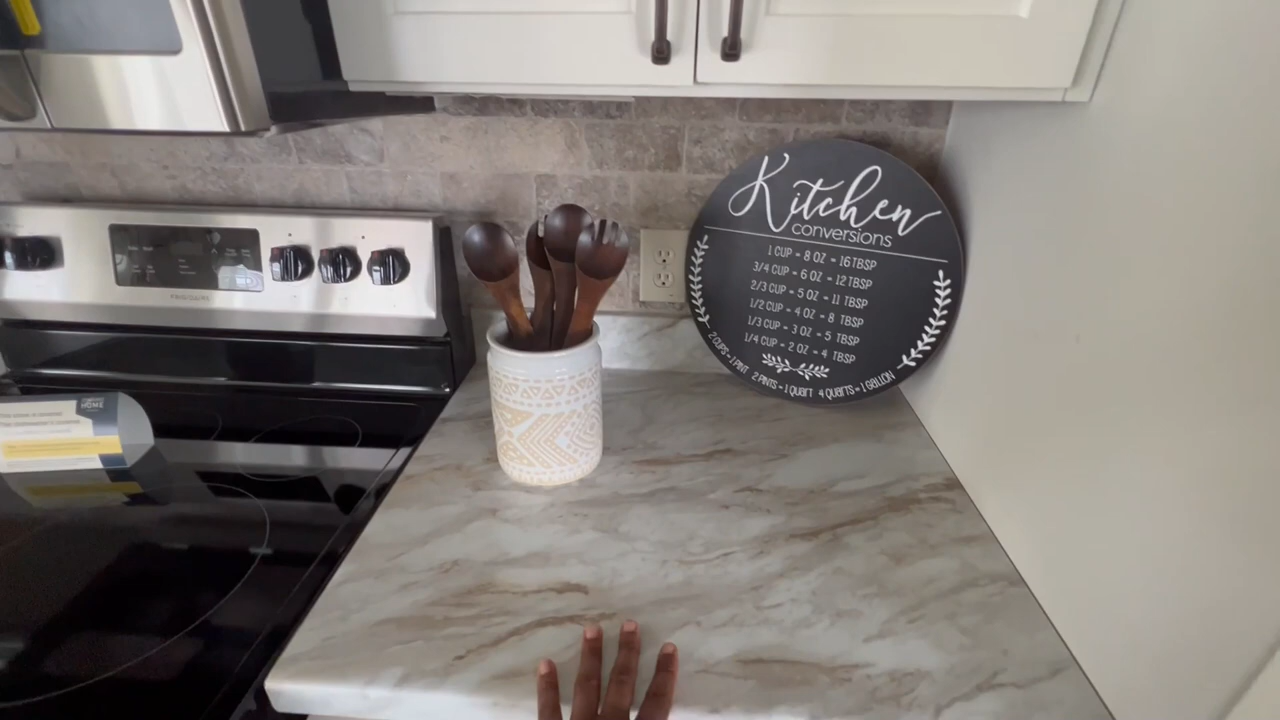 Kitchen
conversions
1 CUP = 8 OZ = 16 TBSP
3/4 CUP = 6 OZ = 12 TBSP
2/3 CUP = 5 OZ = 11 TBSP
1/2 CUP = 4 OZ = 8 TBSP
1/3 CUP = 3 OZ = 5 TBSP
1/4 CUP = 2 OZ = 4 TBSP
2 CUPS = 1 PINT 2 PINTS = 1 QUART 4 QUARTS = 1 GALLON
FRIGIDAIRE
HOME